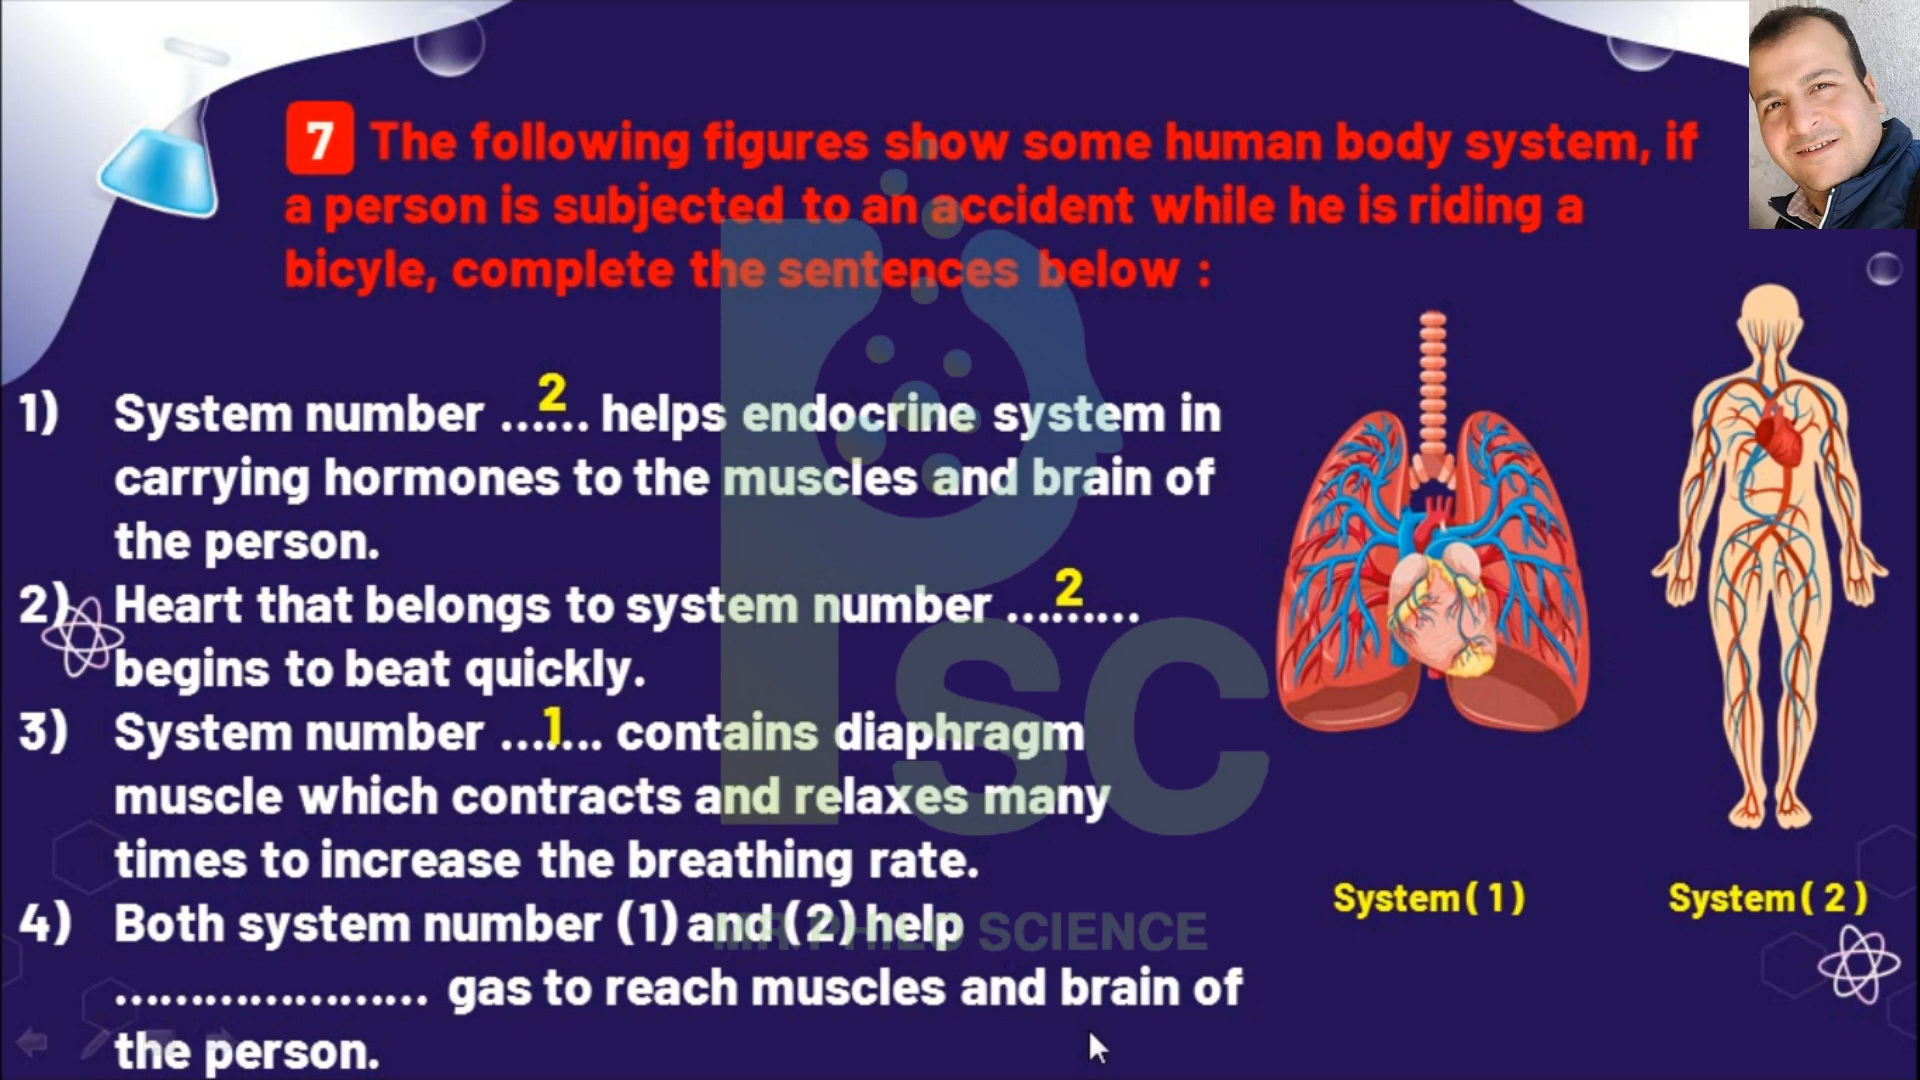 7 The following figures show some human body system, if
a person is subjected to an accident while he is riding a
bicyle, complete the sentences below :
1) System number ...2... helps endocrine system in
carrying hormones to the muscles and brain of
the person.
2) Heart that belongs to system number ...2......
begins to beat quickly.
3) System number ...1... contains diaphragm
muscle which contracts and relaxes many
times to increase the breathing rate.
4) Both system number (1) and (2) help
..................... gas to reach muscles and brain of
the person.
System ( 1 )
System ( 2 )
PSC
MR PHILO SCIENCE